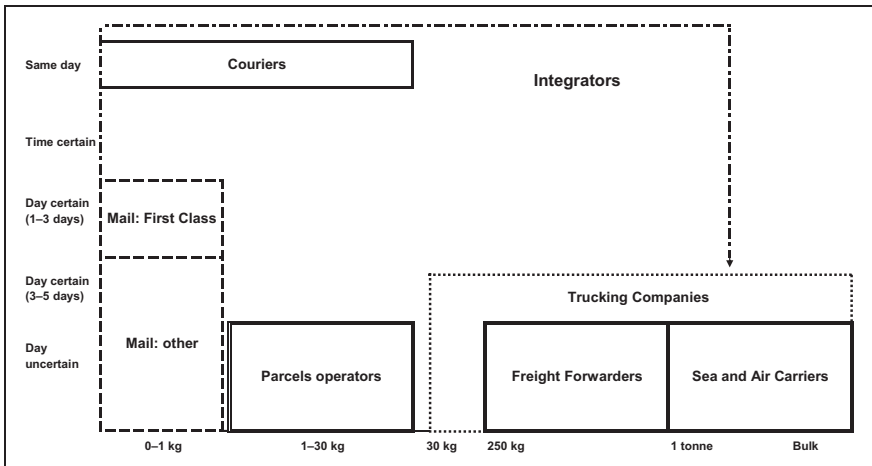 Same day
Couriers
Integrators
Time certain
Day certain
(1–3 days)
Mail: First Class
Day certain
(3–5 days)
Trucking Companies
Mail: other
Day
uncertain
Parcels operators
Freight Forwarders
Sea and Air Carriers
0–1 kg
1–30 kg
30 kg
250 kg
1 tonne
Bulk